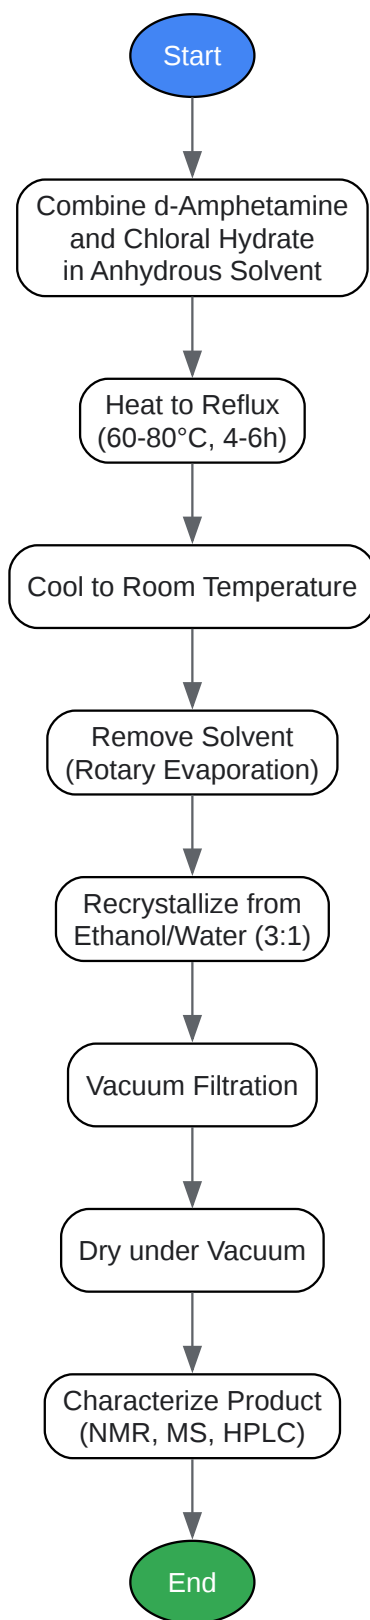 Start
Combine d-Amphetamine
and Chloral Hydrate
in Anhydrous Solvent
Heat to Reflux
(60-80°C, 4-6h)
Cool to Room Temperature
Remove Solvent
(Rotary Evaporation)
Recrystallize from
Ethanol/Water (3:1)
Vacuum Filtration
Dry under Vacuum
Characterize Product
(NMR, MS, HPLC)
End